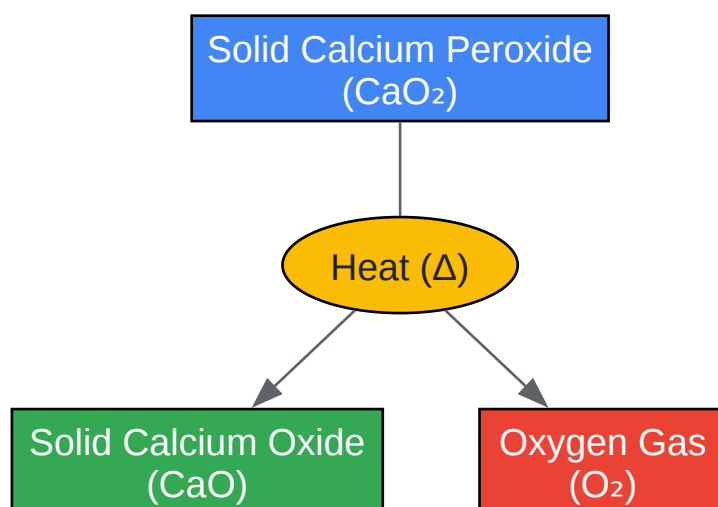 Solid Calcium Peroxide
(CaO₂)
Heat (Δ)
Solid Calcium Oxide
(CaO)
Oxygen Gas
(O₂)